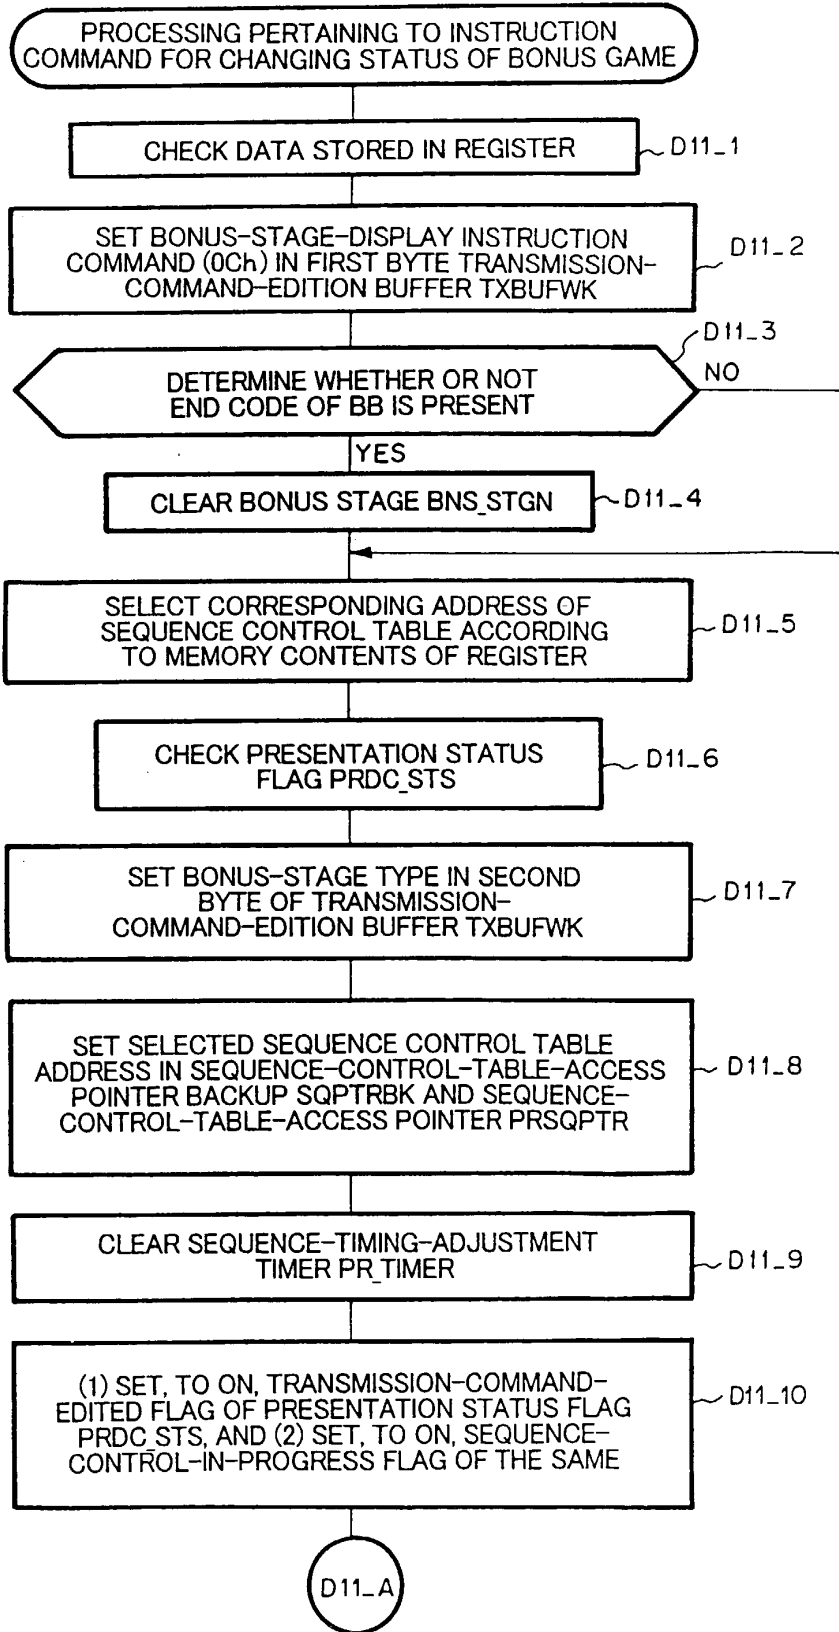 PROCESSING PERTAINING TO INSTRUCTION
COMMAND FOR CHANGING STATUS OF BONUS GAME
CHECK DATA STORED IN REGISTER
D11_1
SET BONUS-STAGE-DISPLAY INSTRUCTION
COMMAND (0Ch) IN FIRST BYTE TRANSMISSION-
COMMAND-EDITION BUFFER TXBUFWK
D11_2
D11_3
DETERMINE WHETHER OR NOT
END CODE OF BB IS PRESENT
NO
YES
CLEAR BONUS STAGE BNS_STGN
D11_4
SELECT CORRESPONDING ADDRESS OF
SEQUENCE CONTROL TABLE ACCORDING
TO MEMORY CONTENTS OF REGISTER
D11_5
CHECK PRESENTATION STATUS
FLAG PRDC_STS
D11_6
SET BONUS-STAGE TYPE IN SECOND
BYTE OF TRANSMISSION-
COMMAND-EDITION BUFFER TXBUFWK
D11_7
SET SELECTED SEQUENCE CONTROL TABLE
ADDRESS IN SEQUENCE-CONTROL-TABLE-ACCESS
POINTER BACKUP SQPTRBK AND SEQUENCE-
CONTROL-TABLE-ACCESS POINTER PRSQPTR
D11_8
CLEAR SEQUENCE-TIMING-ADJUSTMENT
TIMER PR_TIMER
D11_9
(1) SET, TO ON, TRANSMISSION-COMMAND-
EDITED FLAG OF PRESENTATION STATUS FLAG
PRDC_STS, AND (2) SET, TO ON, SEQUENCE-
CONTROL-IN-PROGRESS FLAG OF THE SAME
D11_10
D11_A